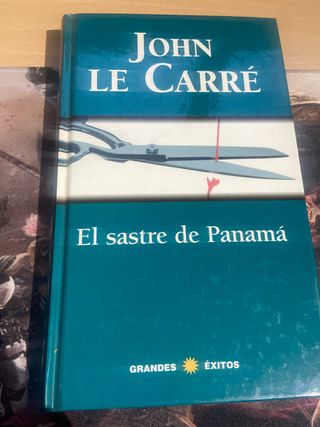 JOHN
LE CARRÉ
El sastre de Panamá
GRANDES ÉXITOS